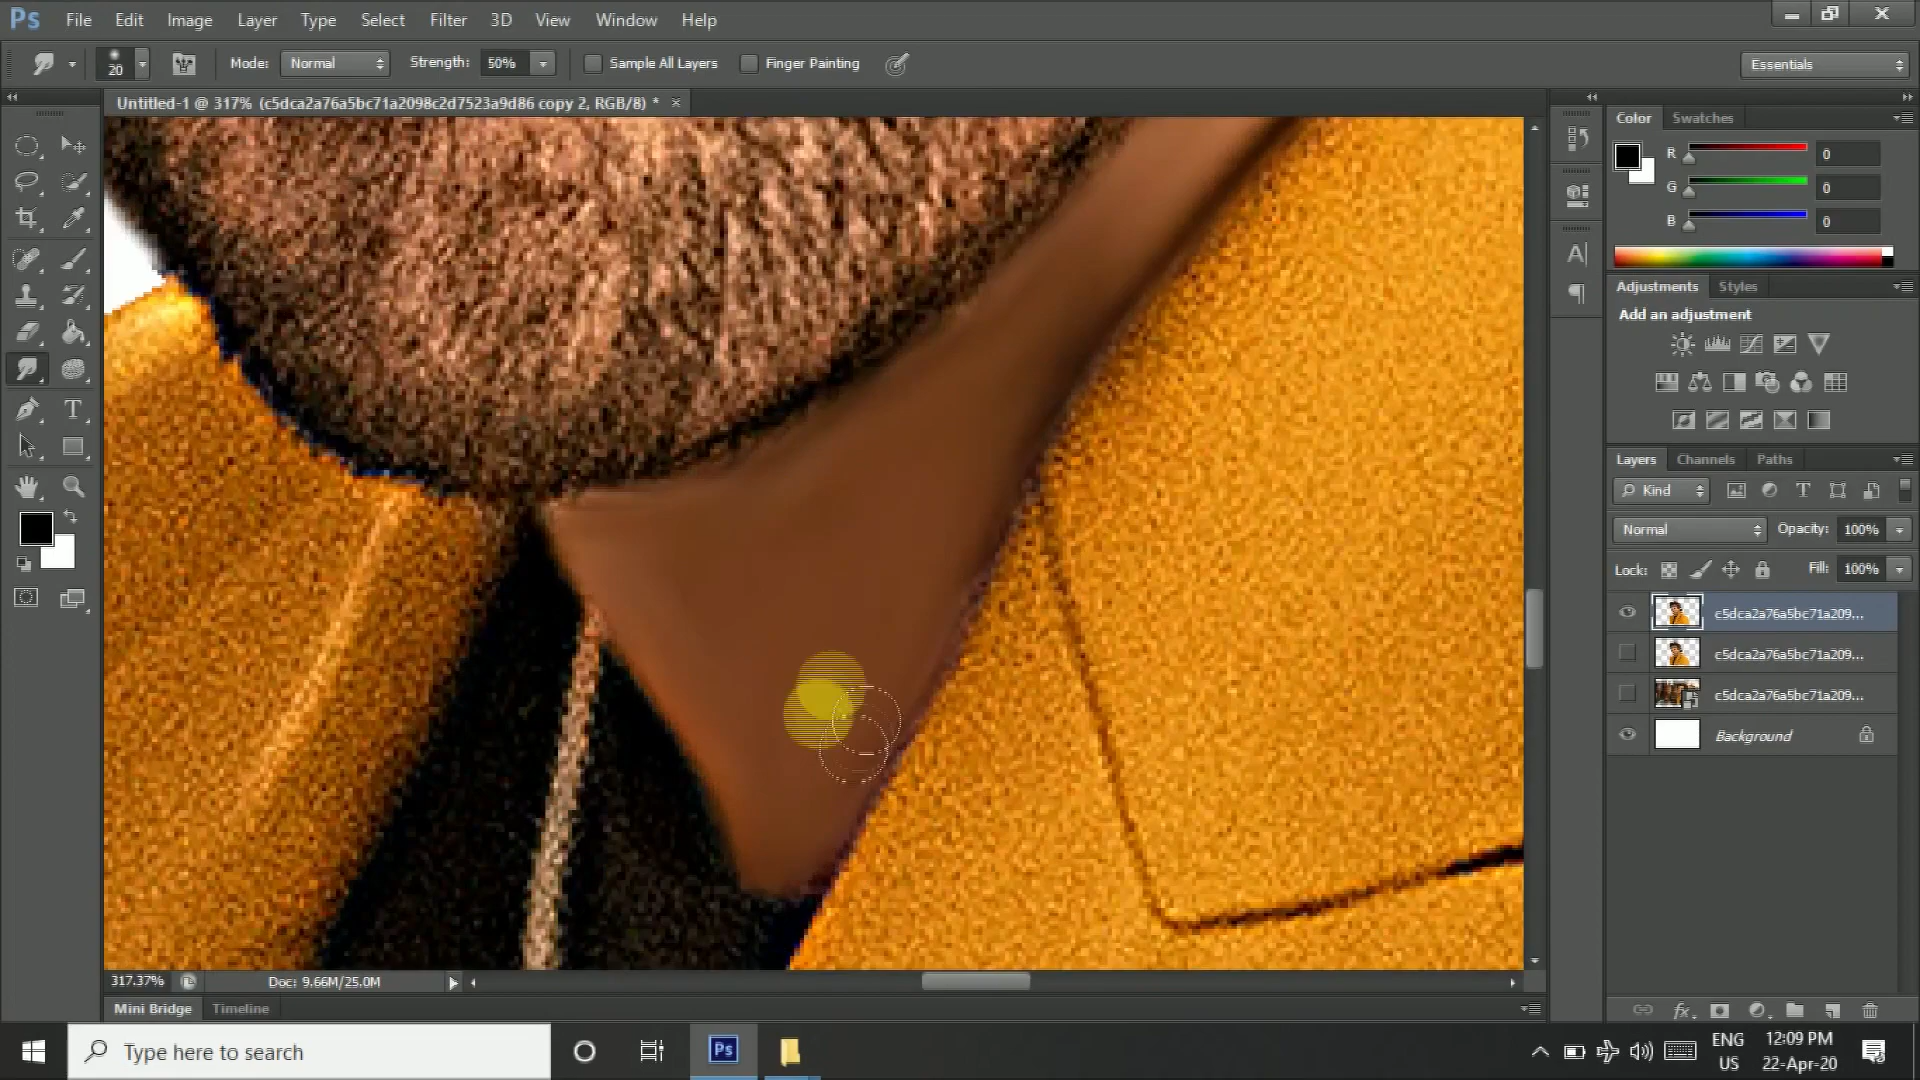 Ps File Edit Image Layer Type Select Filter 3D View Window Help
20 Mode: Normal Strength: 50% Sample All Layers Finger Painting Essentials
Untitled-1 @ 317% (c5dca2a76a5bc71a2098c2d7523a9d86 copy 2, RGB/8) * ×
Color Swatches
R 0
G 0
B 0
Adjustments Styles
Add an adjustment
Layers Channels Paths
Kind
Normal Opacity: 100%
Lock: Fill: 100%
c5dca2a76a5bc71a209...
c5dca2a76a5bc71a209...
c5dca2a76a5bc71a209...
Background
317.37% Doc: 9.66M/25.0M
Mini Bridge Timeline
Type here to search
Ps
ENG
US
12:09 PM
22-Apr-20